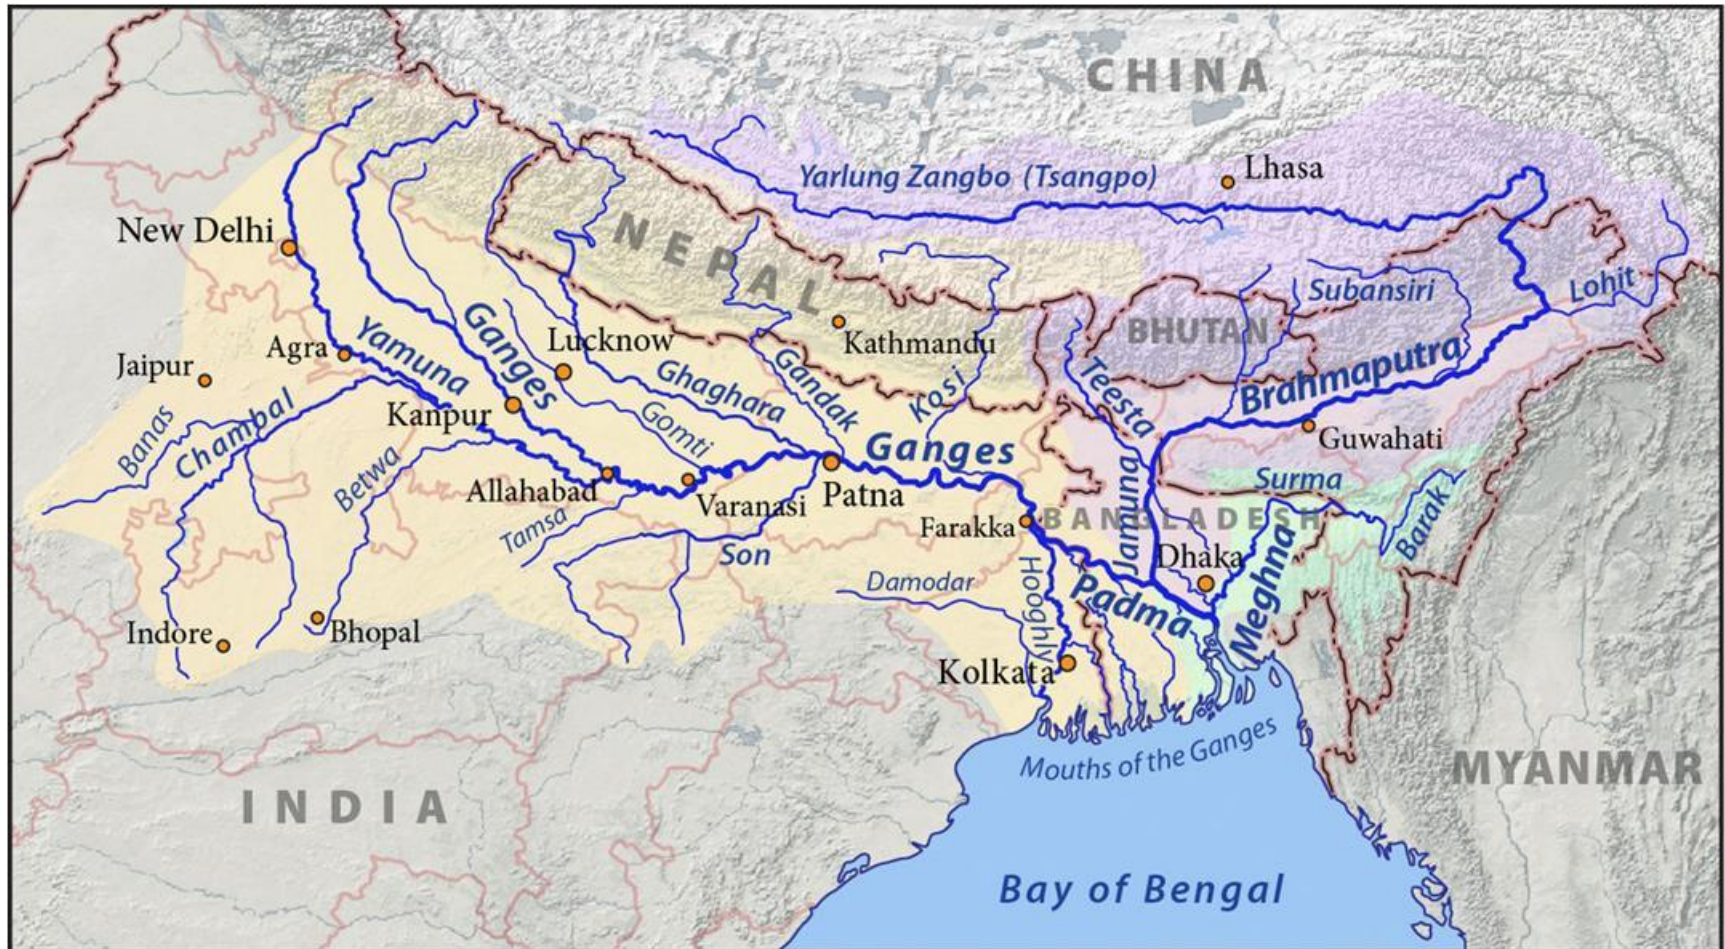 CHINA
Lhasa
Yarlung Zangbo (Tsangpo)
New Delhi
NEPAL
Subansiri
Lohit
Ganges
Yamuna
Lucknow
Kathmandu
BHUTAN
Agra
Jaipur
Ghaghara
Gandak
Kosi
Teesta
Brahmaputra
Kanpur
Banas
Chambal
Gomti
Ganges
Guwahati
Betwa
Allahabad
Varanasi
Patna
Surma
Jamuna
Farakka
BANGLADESH
Barak
Tamsa
Son
Dhaka
Meghna
Damodar
Hooghly
Padma
Indore
Bhopal
Kolkata
Mouths of the Ganges
MYANMAR
INDIA
Bay of Bengal